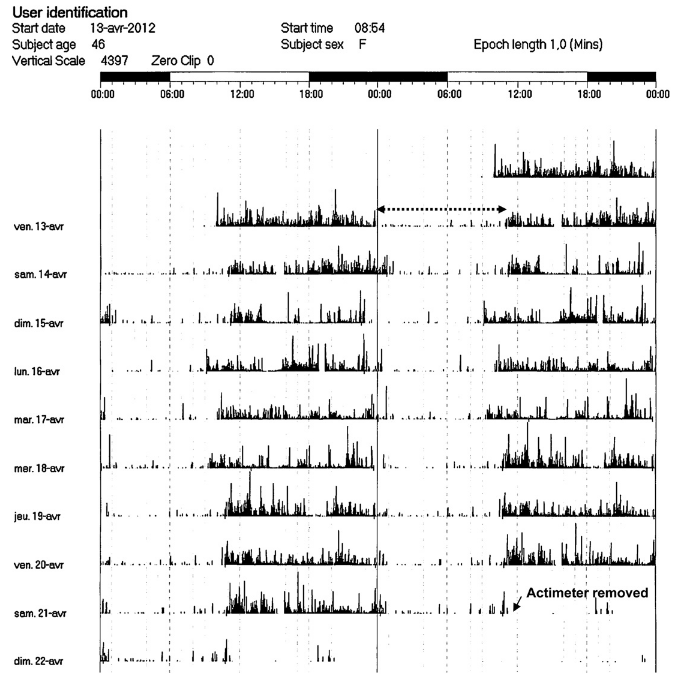 User identification
Start date 13-avr-2012 Start time 08:54
Subject age 46 Subject sex F Epoch length 1,0 (Mins)
Vertical Scale 4397 Zero Clip 0
00:00 06:00 12:00 18:00 00:00 06:00 12:00 18:00 00:00
ven. 13-avr
sam. 14-avr
dim. 15-avr
lun. 16-avr
mar. 17-avr
mer. 18-avr
jeu. 19-avr
ven. 20-avr
Actimeter removed
sam. 21-avr
dim. 22-avr